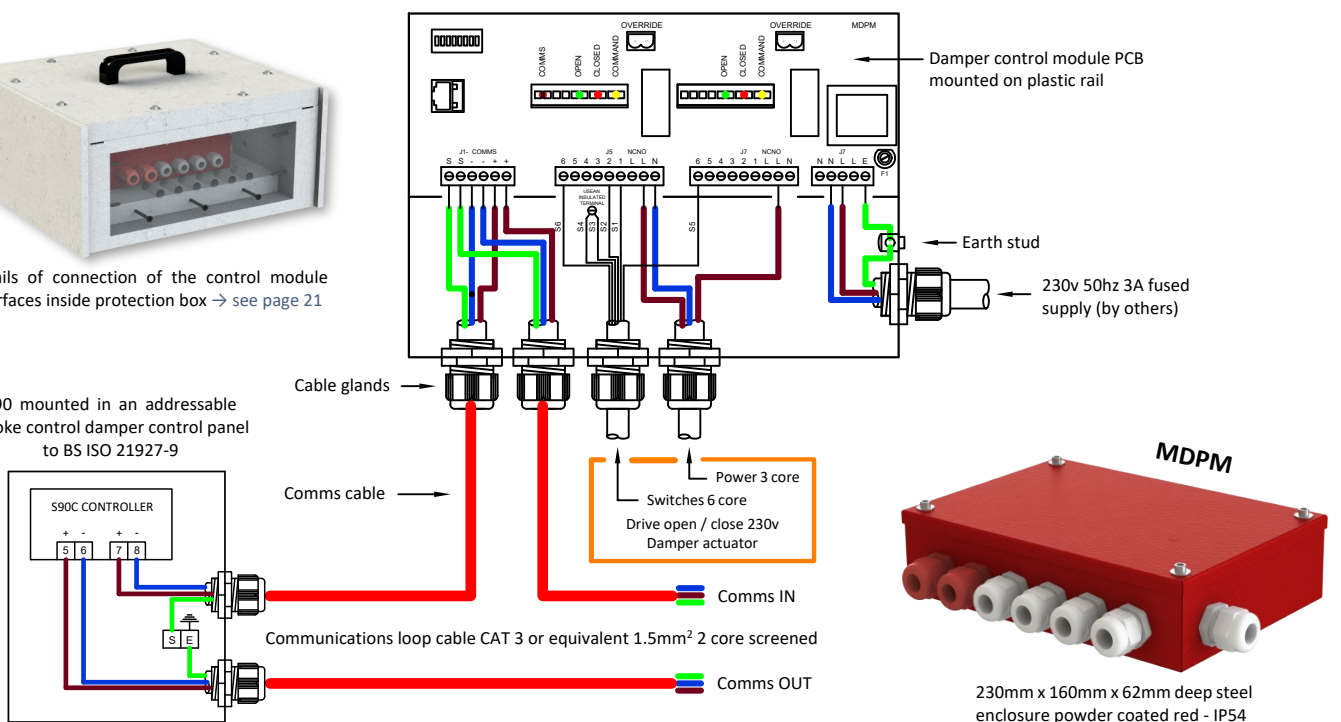 OVERRIDE
OVERRIDE
MDPM
COMMS
OPEN
CLOSED
COMMAND
OPEN
CLOSED
COMMAND
Damper control module PCB
mounted on plastic rail
J1- COMMS
S S - - + +
J5 NCNO
6 5 4 3 2 1 L L N
J7 NCNO
6 5 4 3 2 1 L L N
J7
N N L L E
F1
USEAN
INSULATED
TERMINAL
S6
S4
S3
S2
S1
S5
Earth stud
230v 50hz 3A fused
supply (by others)
ils of connection of the control module
rfaces inside protection box → see page 21
Cable glands
90 mounted in an addressable
oke control damper control panel
to BS ISO 21927-9
Comms cable
Power 3 core
Switches 6 core
Drive open / close 230v
Damper actuator
S90C CONTROLLER
+ - + -
5 6 7 8
S E
Comms IN
Communications loop cable CAT 3 or equivalent 1.5mm² 2 core screened
Comms OUT
MDPM
230mm x 160mm x 62mm deep steel
enclosure powder coated red - IP54